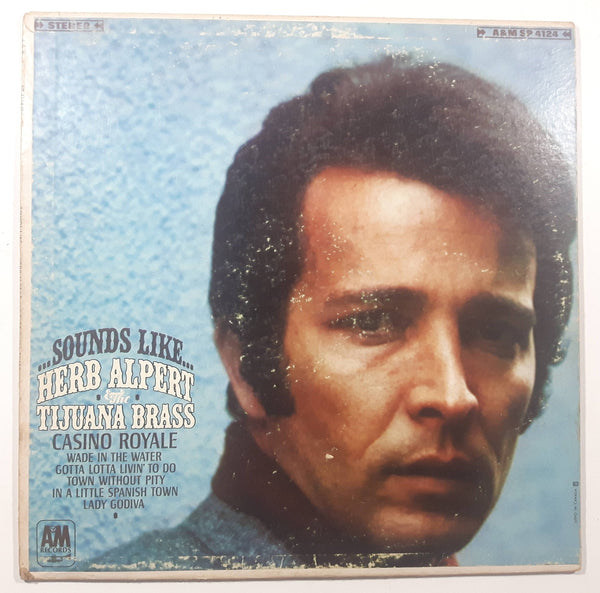 STEREO
A&M SP 4124
...SOUNDS LIKE...
HERB ALPERT
& The
TIJUANA BRASS
CASINO ROYALE
WADE IN THE WATER
GOTTA LOTTA LIVIN' TO DO
TOWN WITHOUT PITY
IN A LITTLE SPANISH TOWN
LADY GODIVA
A&M
RECORDS